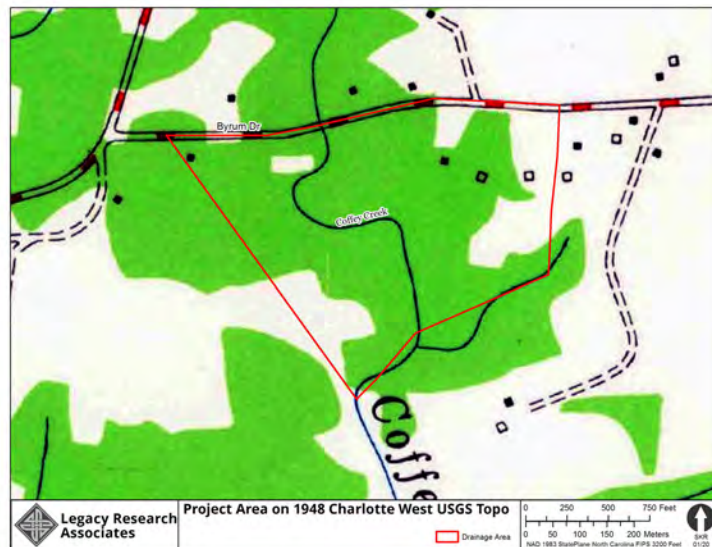 Byrum Dr
Coffey Creek
Coffe
Legacy Research
Associates
Project Area on 1948 Charlotte West USGS Topo
Drainage Area
0 250 500 750 Feet
0 50 100 150 200 Meters
NAD 1983 StatePlane North Carolina FIPS 3200 Feet
SKR
01/20